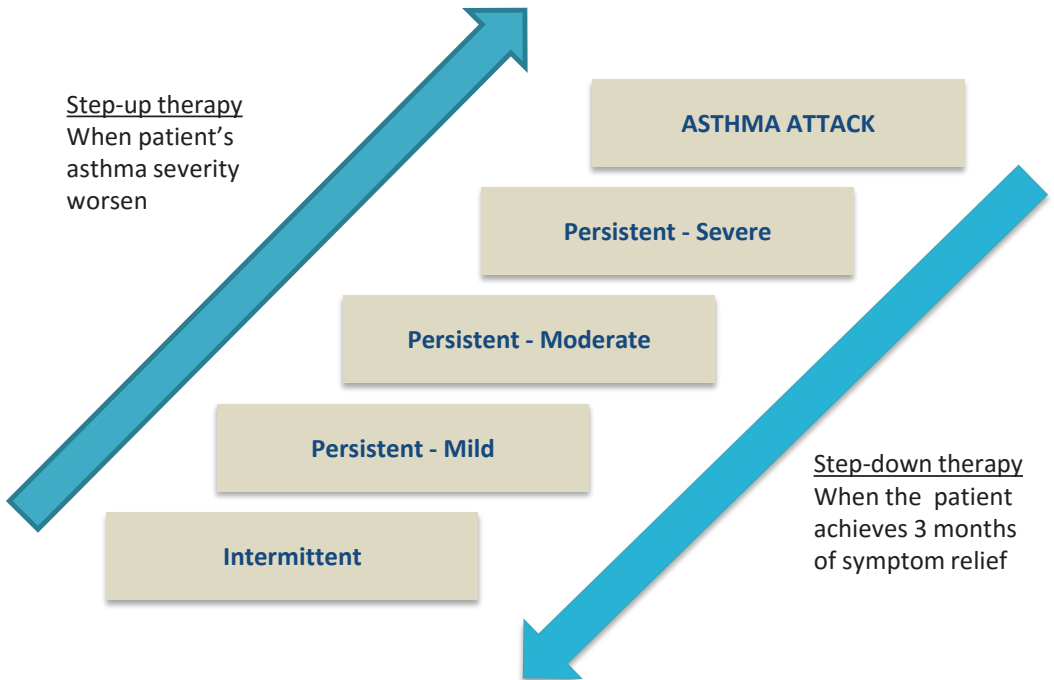 Step-up therapy
When patient’s
asthma severity
worsen
ASTHMA ATTACK
Persistent - Severe
Persistent - Moderate
Persistent - Mild
Intermittent
Step-down therapy
When the  patient
achieves 3 months
of symptom relief